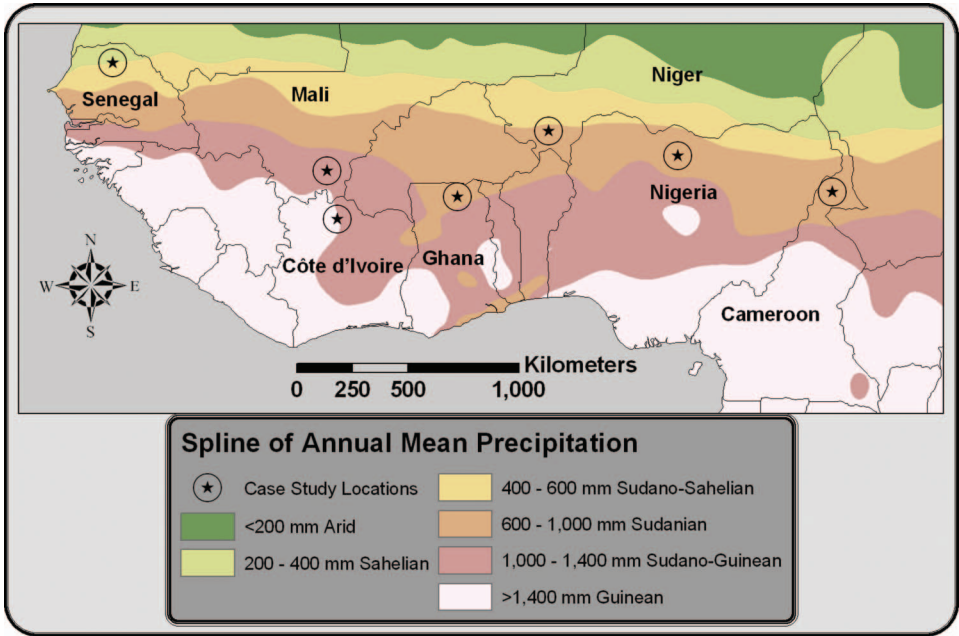 Niger
Senegal
Mali
Nigeria
Côte d'Ivoire
Ghana
Cameroon
N
W E
S
Kilometers
0 250 500 1,000
Spline of Annual Mean Precipitation
Case Study Locations
<200 mm Arid
200 - 400 mm Sahelian
400 - 600 mm Sudano-Sahelian
600 - 1,000 mm Sudanian
1,000 - 1,400 mm Sudano-Guinean
>1,400 mm Guinean